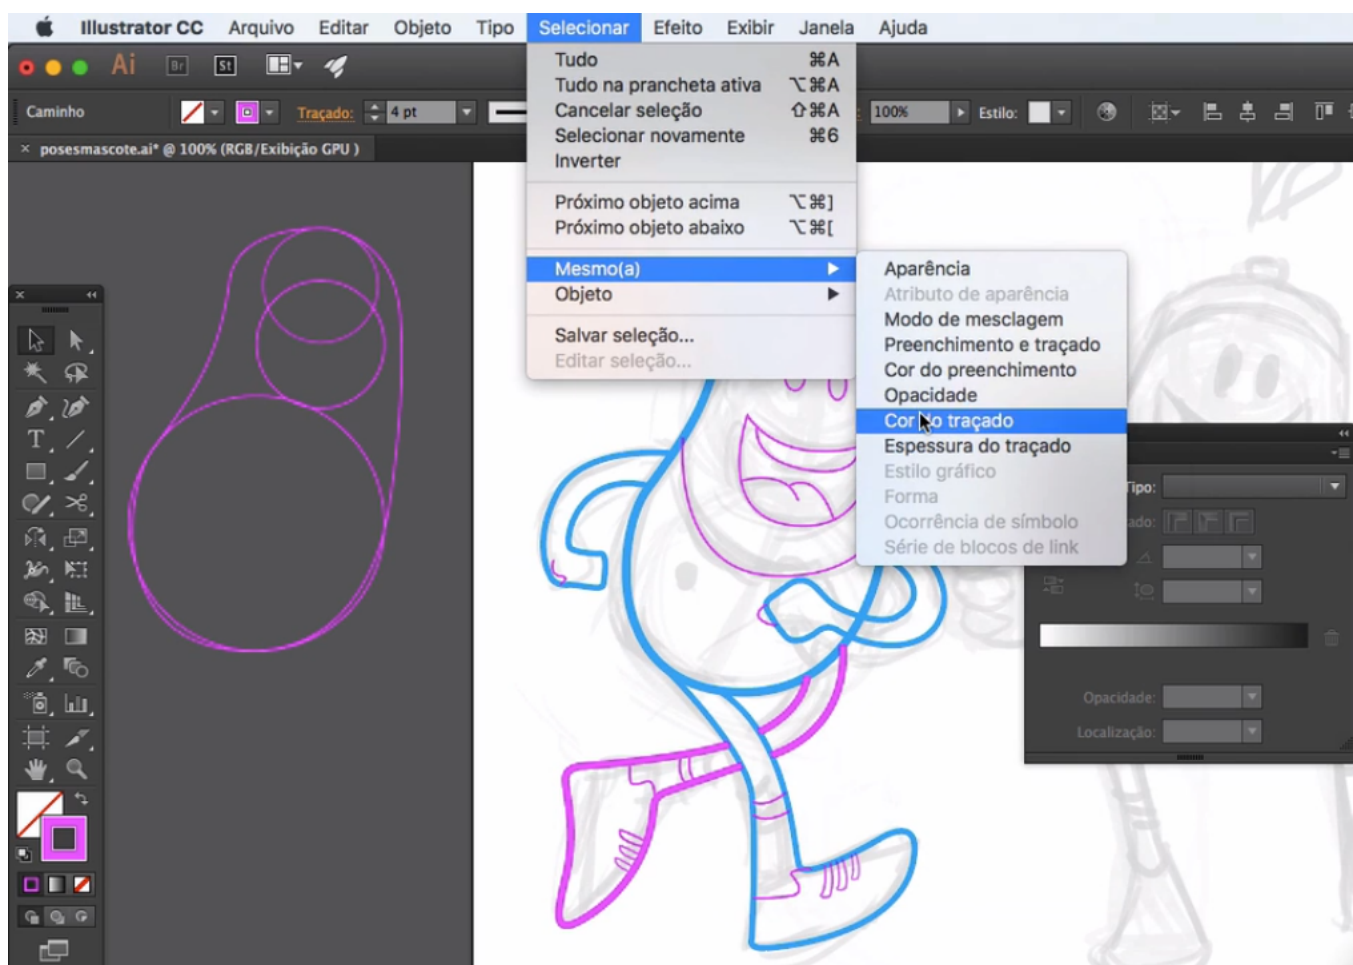 Illustrator CC Arquivo Editar Objeto Tipo Selecionar Efeito Exibir Janela Ajuda
Ai Br St
Caminho Traçado: 4 pt 100% Estilo:
× posesmascote.ai* @ 100% (RGB/Exibição GPU )
Tudo ⌘A
Tudo na prancheta ativa ⌥⌘A
Cancelar seleção ⇧⌘A
Selecionar novamente ⌘6
Inverter
Próximo objeto acima ⌥⌘]
Próximo objeto abaixo ⌥⌘[
Mesmo(a)
Objeto
Salvar seleção...
Editar seleção...
Aparência
Atributo de aparência
Modo de mesclagem
Preenchimento e traçado
Cor do preenchimento
Opacidade
Cor do traçado
Espessura do traçado
Estilo gráfico
Forma
Ocorrência de símbolo
Série de blocos de link
Tipo:
ado:
Opacidade:
Localização: